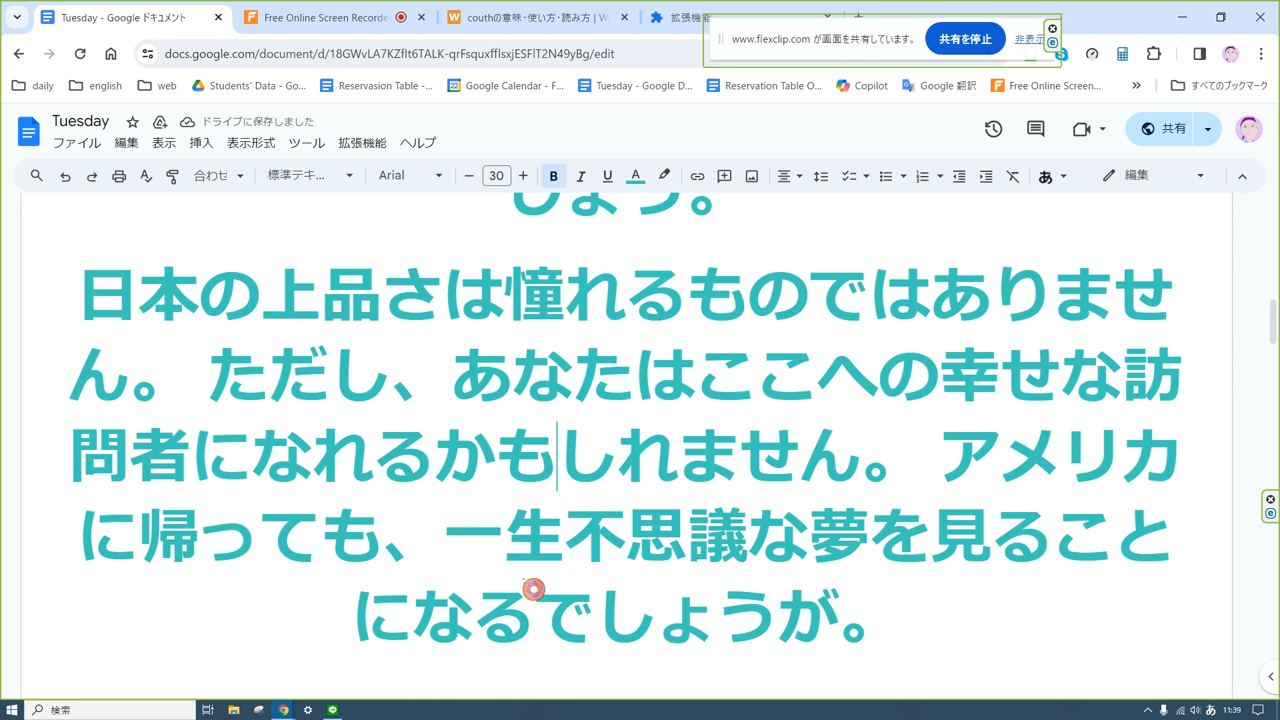 Tuesday - Google ドキュメント
Free Online Screen Recorde
couthの意味・使い方・読み方 | W
拡張機能
www.flexclip.com が画面を共有しています。
共有を停止
非表示
daily
english
web
Students' Data - Go
Reservasion Table -...
Google Calendar - F...
Tuesday - Google D...
Reservation Table O...
Copilot
Google 翻訳
Free Online Screen...
すべてのブックマーク
Tuesday
ドライブに保存しました
ファイル 編集 表示 挿入 表示形式 ツール 拡張機能 ヘルプ
共有
合わせ
標準テキ...
Arial
30
B I U A
あ
編集
しょう。
日本の上品さは憧れるものではありませ
ん。 ただし、あなたはここへの幸せな訪
問者になれるかもしれません。 アメリカ
に帰っても、一生不思議な夢を見ること
になるでしょうが。
検索
あ
11:39